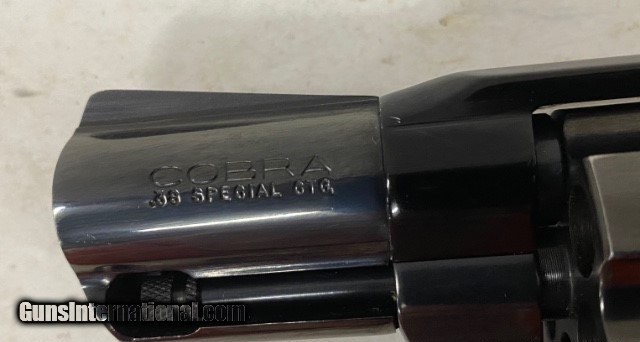 COBRA
.38 SPECIAL CTG.
GunsInternational.com